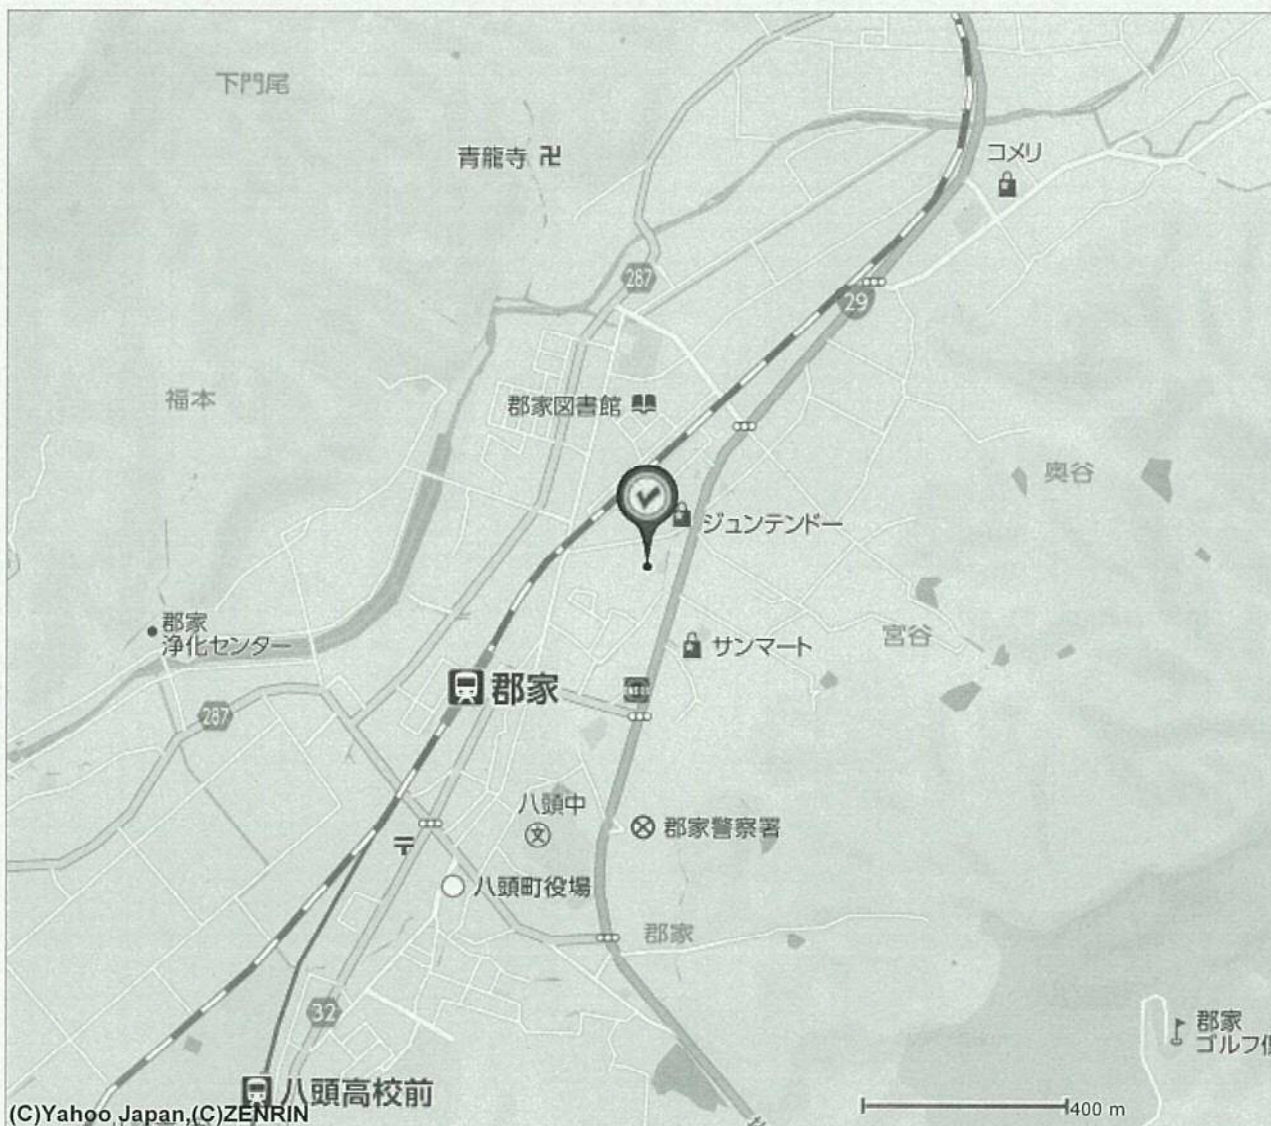 下門尾
青龍寺
コメリ
287
29
福本
郡家図書館
奥谷
ジュンテンドー
郡家
浄化センター
宮谷
サンマート
郡家
287
八頭中
文
郡家警察署
〒
八頭町役場
郡家
32
郡家
ゴルフ倶
八頭高校前
(C)Yahoo Japan,(C)ZENRIN
400 m